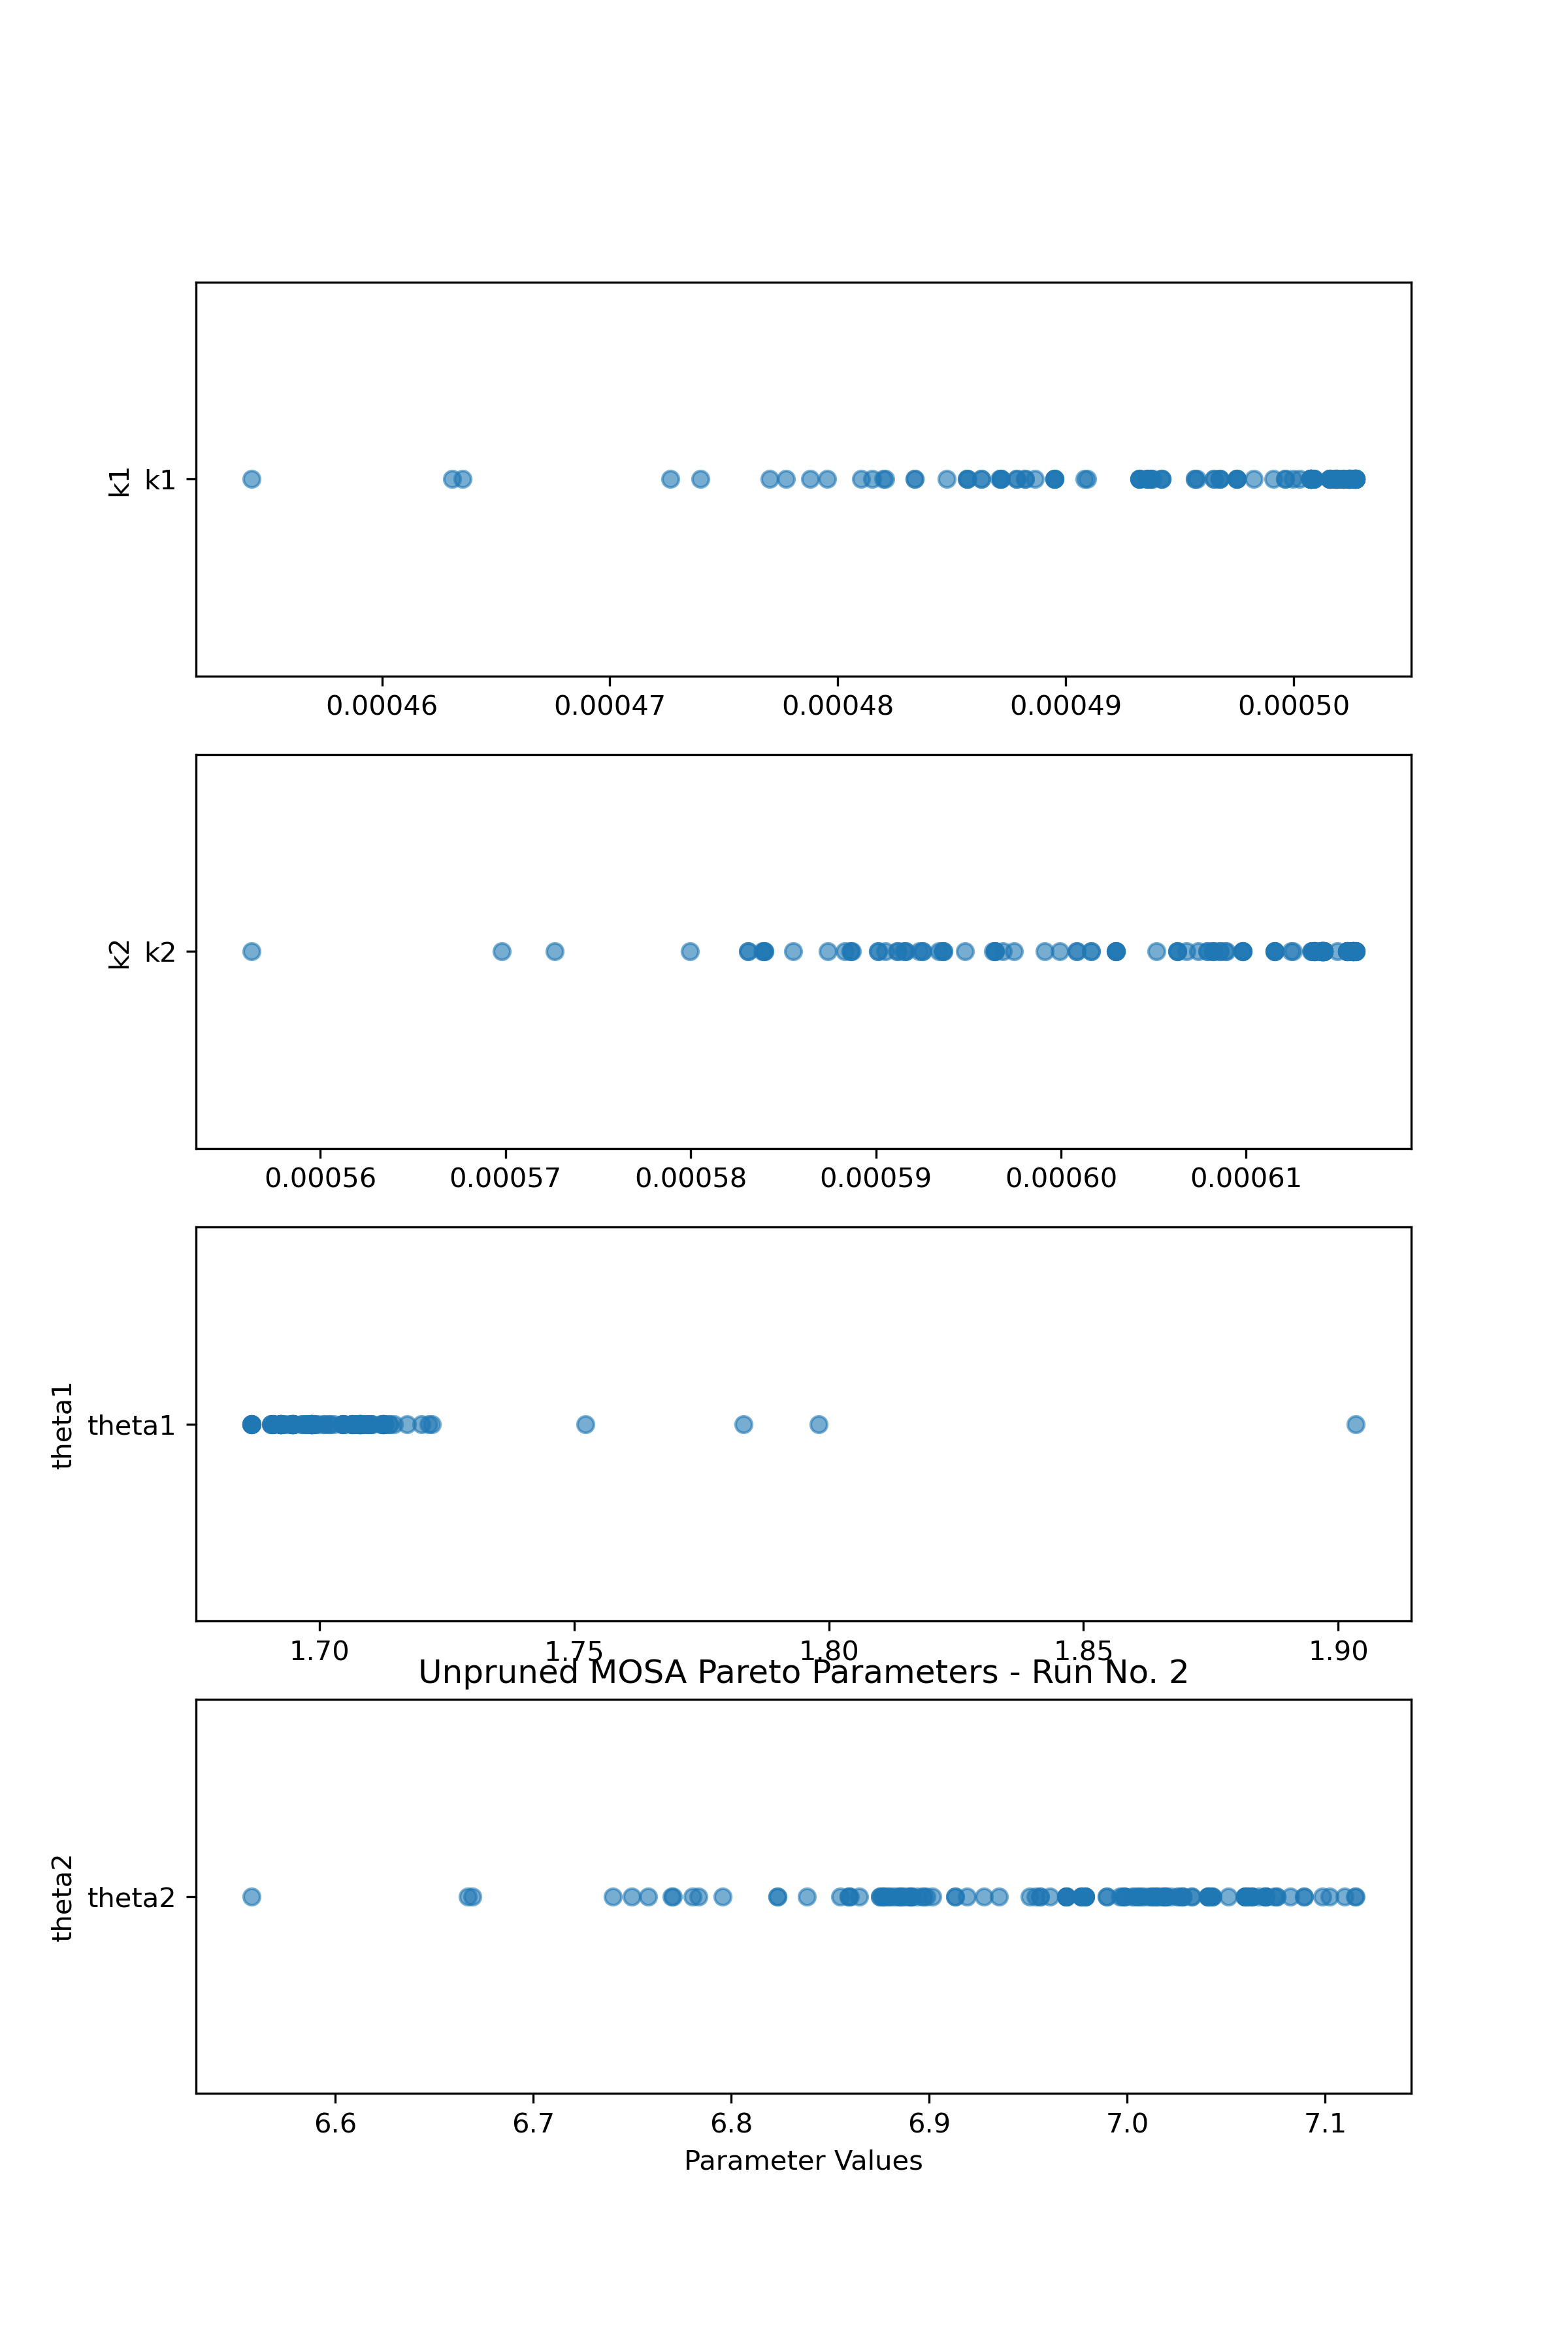 k1 k1
0.00046 0.00047 0.00048 0.00049 0.00050
k2 k2
0.00056 0.00057 0.00058 0.00059 0.00060 0.00061
theta1 theta1
1.70 1.75 1.80 1.85 1.90
Unpruned MOSA Pareto Parameters - Run No. 2
theta2 theta2
6.6 6.7 6.8 6.9 7.0 7.1
Parameter Values